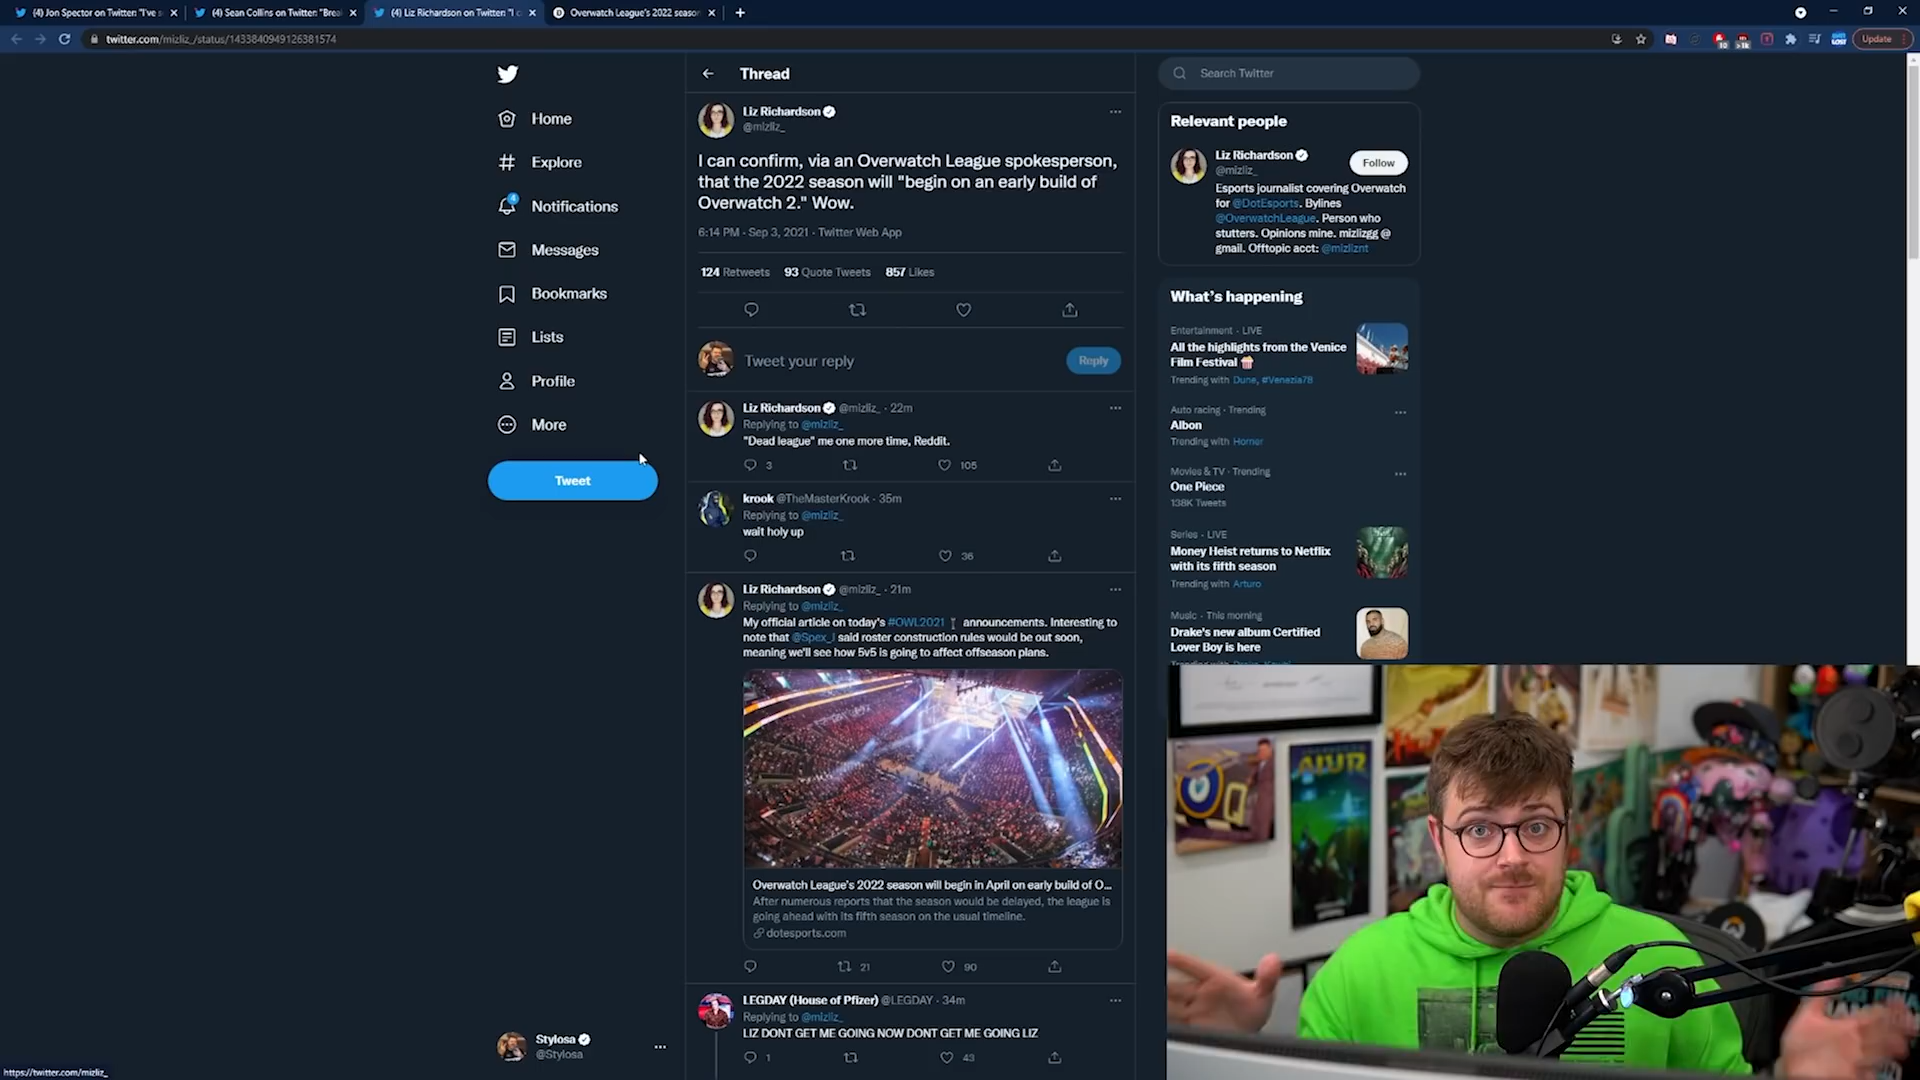 (4) Jon Spector on Twitter: "I've s
(4) Sean Collins on Twitter: "Brea
(4) Liz Richardson on Twitter: "I c
Overwatch League's 2022 season
twitter.com/mizliz_/status/1433840949126381574
Update
Home
Explore
Notifications
Messages
Bookmarks
Lists
Profile
More
Tweet
Stylosa
@Stylosa
https://twitter.com/mizliz_
Thread
Liz Richardson
@mizliz_
I can confirm, via an Overwatch League spokesperson,
that the 2022 season will "begin on an early build of
Overwatch 2." Wow.
6:14 PM · Sep 3, 2021 · Twitter Web App
124 Retweets 93 Quote Tweets 857 Likes
Tweet your reply
Reply
Liz Richardson @mizliz_ · 22m
Replying to @mizliz_
"Dead league" me one more time, Reddit.
3 105
krook @TheMasterKrook · 35m
Replying to @mizliz_
wait holy up
36
Liz Richardson @mizliz_ · 21m
Replying to @mizliz_
My official article on today's #OWL2021 announcements. Interesting to
note that @Spex_J said roster construction rules would be out soon,
meaning we'll see how 5v5 is going to affect offseason plans.
Overwatch League's 2022 season will begin in April on early build of O...
After numerous reports that the season would be delayed, the league is
going ahead with its fifth season on the usual timeline.
dotesports.com
21 90
LEGDAY (House of Pfizer) @LEGDAY · 34m
Replying to @mizliz_
LIZ DONT GET ME GOING NOW DONT GET ME GOING LIZ
1 43
Search Twitter
Relevant people
Liz Richardson
@mizliz_
Follow
Esports journalist covering Overwatch
for @DotEsports. Bylines
@OverwatchLeague. Person who
stutters. Opinions mine. mizlizgg @
gmail. Offtopic acct: @mizliznt
What's happening
Entertainment · LIVE
All the highlights from the Venice
Film Festival
Trending with Dune, #Venezia78
Auto racing · Trending
Albon
Trending with Horner
Movies & TV · Trending
One Piece
138K Tweets
Series · LIVE
Money Heist returns to Netflix
with its fifth season
Trending with Arturo
Music · This morning
Drake's new album Certified
Lover Boy is here